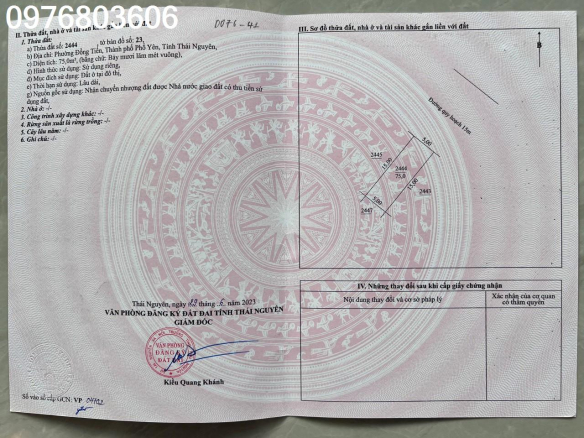 0976803606
D076-41
II. Thửa đất, nhà ở và tài sản khác gắn liền với đất
1. Thửa đất:
a) Thửa đất số: 2444 , tờ bản đồ số: 23,
b) Địa chỉ: Phường Đồng Tiến, Thành phố Phổ Yên, Tỉnh Thái Nguyên,
c) Diện tích: 75,0m², (bằng chữ: Bảy mươi lăm mét vuông),
d) Hình thức sử dụng: Sử dụng riêng,
đ) Mục đích sử dụng: Đất ở tại đô thị,
e) Thời hạn sử dụng: Lâu dài,
g) Nguồn gốc sử dụng: Nhận chuyển nhượng đất được Nhà nước giao đất có thu tiền sử
dụng đất,
2. Nhà ở: -/-
3. Công trình xây dựng khác: -/-
4. Rừng sản xuất là rừng trồng: -/-
5. Cây lâu năm: -/-
6. Ghi chú: -/-
Thái Nguyên, ngày tháng 6 năm 2023
VĂN PHÒNG ĐĂNG KÝ ĐẤT ĐAI TỈNH THÁI NGUYÊN
GIÁM ĐỐC
VĂN PHÒNG
ĐĂNG KÝ
ĐẤT ĐAI
Kiều Quang Khánh
Số vào sổ cấp GCN: VP
III. Sơ đồ thửa đất, nhà ở và tài sản khác gắn liền với đất
B
Đường quy hoạch 15m
5.00
2445
15.00
2444
75,0
15.00
2443
5.00
2447
IV. Những thay đổi sau khi cấp giấy chứng nhận
Nội dung thay đổi và cơ sở pháp lý
Xác nhận của cơ quan
có thẩm quyền